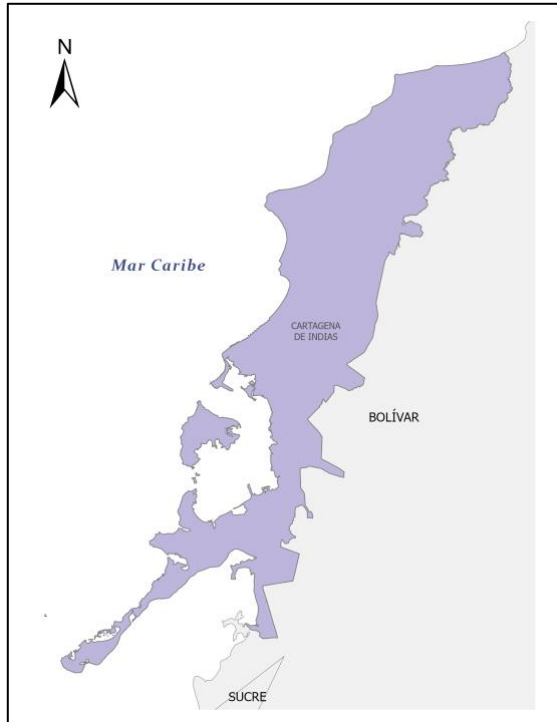 N
Mar Caribe
CARTAGENA
DE INDIAS
BOLÍVAR
SUCRE